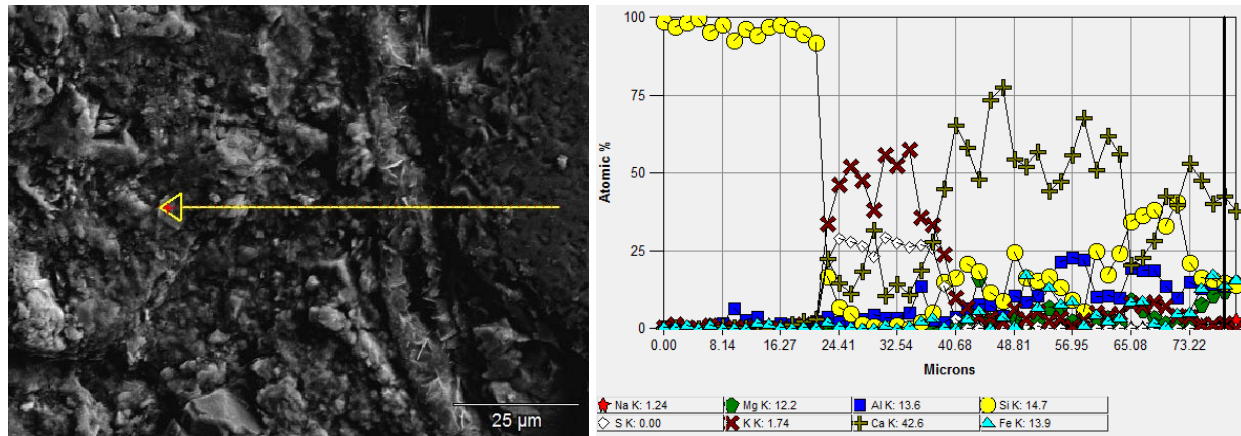 25 µm
100
75
50
25
0
Atomic %
0.00 8.14 16.27 24.41 32.54 40.68 48.81 56.95 65.08 73.22
Microns
Na K: 1.24 Mg K: 12.2 Al K: 13.6 Si K: 14.7
S K: 0.00 K K: 1.74 Ca K: 42.6 Fe K: 13.9